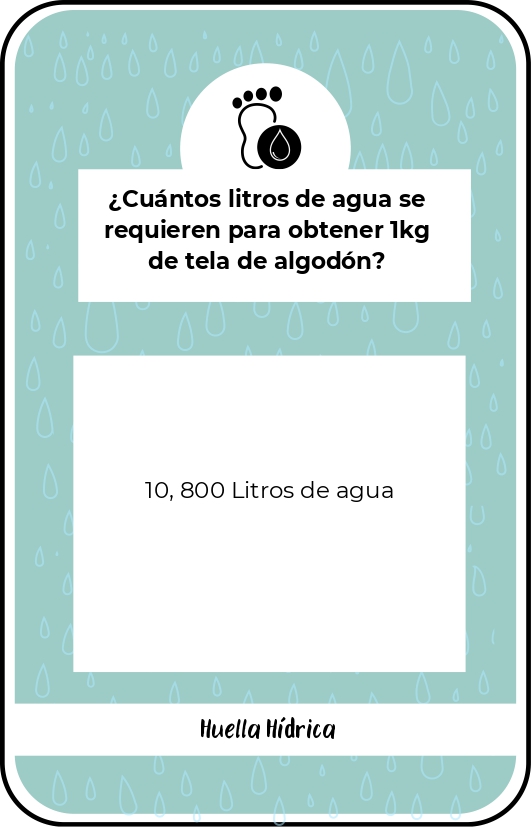 ¿Cuántos litros de agua se
requieren para obtener 1kg
de tela de algodón?
10, 800 Litros de agua
Huella Hídrica